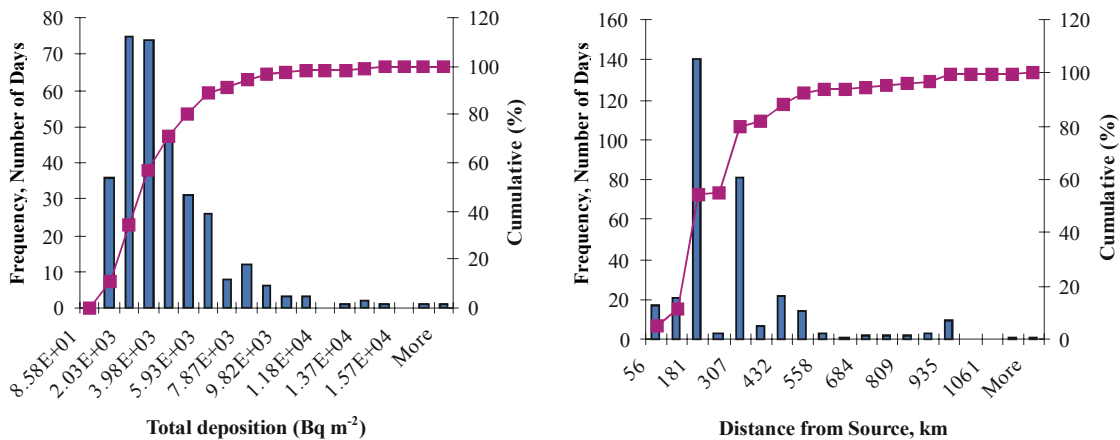 80
70
60
50
40
30
20
10
0
120
100
80
60
40
20
0
Frequency, Number of Days
Cumulative (%)
8.58E+01
2.03E+03
3.98E+03
5.93E+03
7.87E+03
9.82E+03
1.18E+04
1.37E+04
1.57E+04
More
Total deposition (Bq m⁻²)
160
140
120
100
80
60
40
20
0
120
100
80
60
40
20
0
Frequency, Number of Days
Cumulative (%)
56
181
307
432
558
684
809
935
1061
More
Distance from Source, km